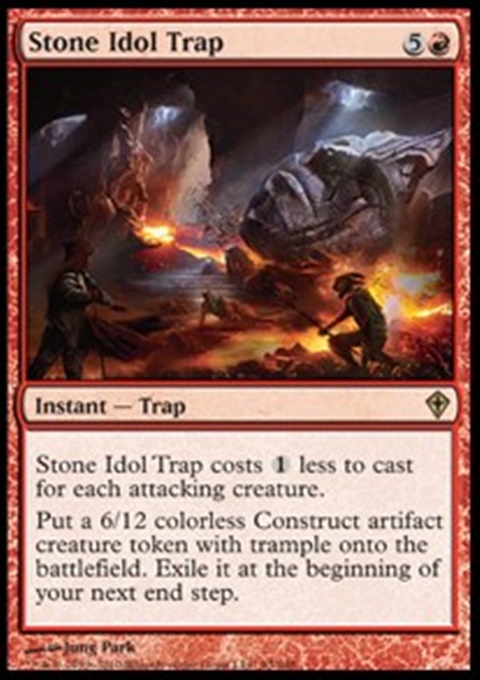 Stone Idol Trap 5
Instant — Trap
Stone Idol Trap costs 1 less to cast
for each attacking creature.
Put a 6/12 colorless Construct artifact
creature token with trample onto the
battlefield. Exile it at the beginning of
your next end step.
Jung Park